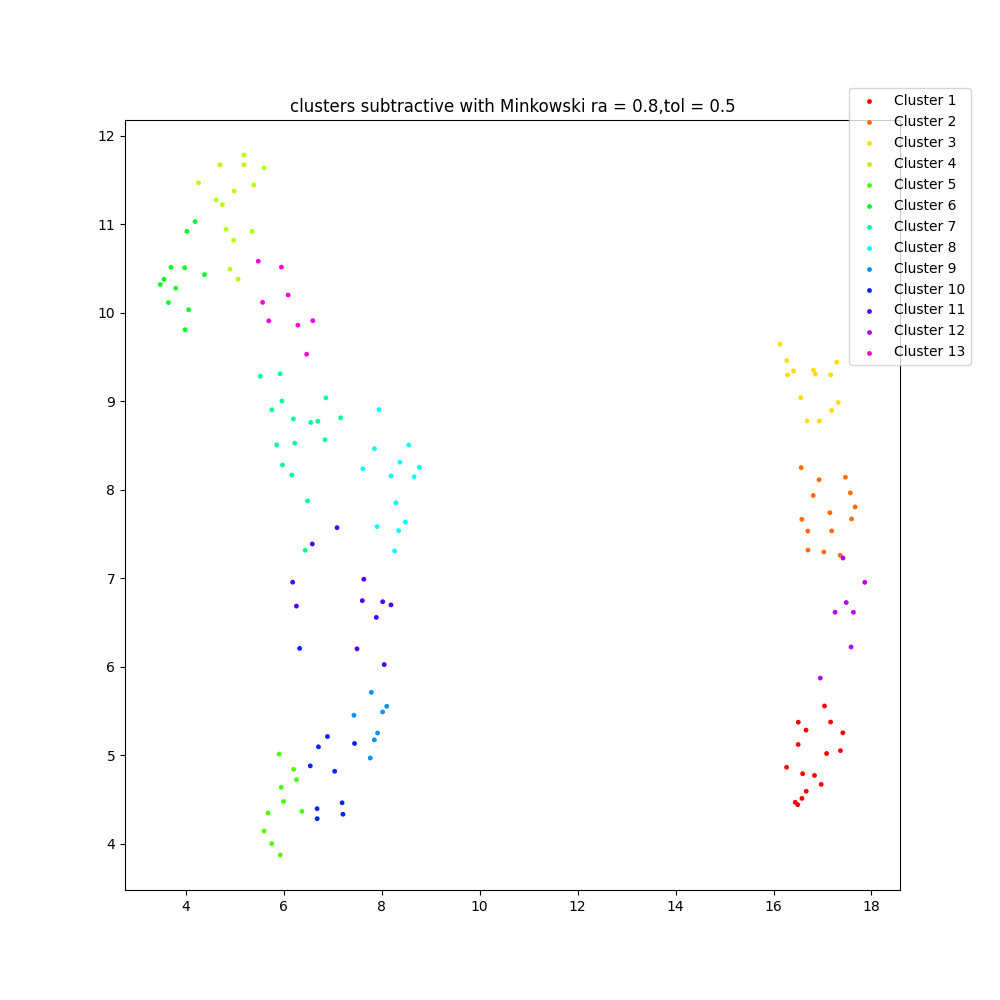 clusters subtractive with Minkowski ra = 0.8,tol = 0.5
Cluster 1
Cluster 2
Cluster 3
Cluster 4
Cluster 5
Cluster 6
Cluster 7
Cluster 8
Cluster 9
Cluster 10
Cluster 11
Cluster 12
Cluster 13
12
11
10
9
8
7
6
5
4
4 6 8 10 12 14 16 18